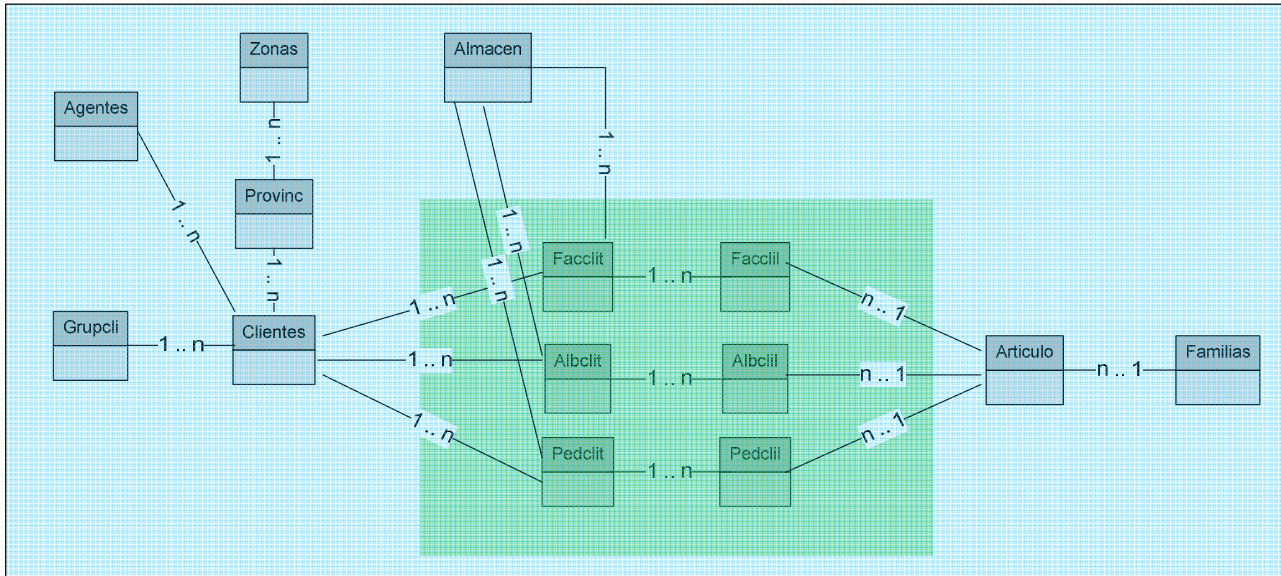 Zonas
Almacen
Agentes
n .. 1
1 .. n
1 .. n
Provinc
1 .. n
1 .. n
1 .. n
Facclit
1 .. n
Facclil
1 .. n
1 .. n
n .. 1
Grupcli
1 .. n
Clientes
1 .. n
Albclit
1 .. n
Albclil
n .. 1
Articulo
n .. 1
Familias
1 .. n
n .. 1
Pedclit
1 .. n
Pedclil